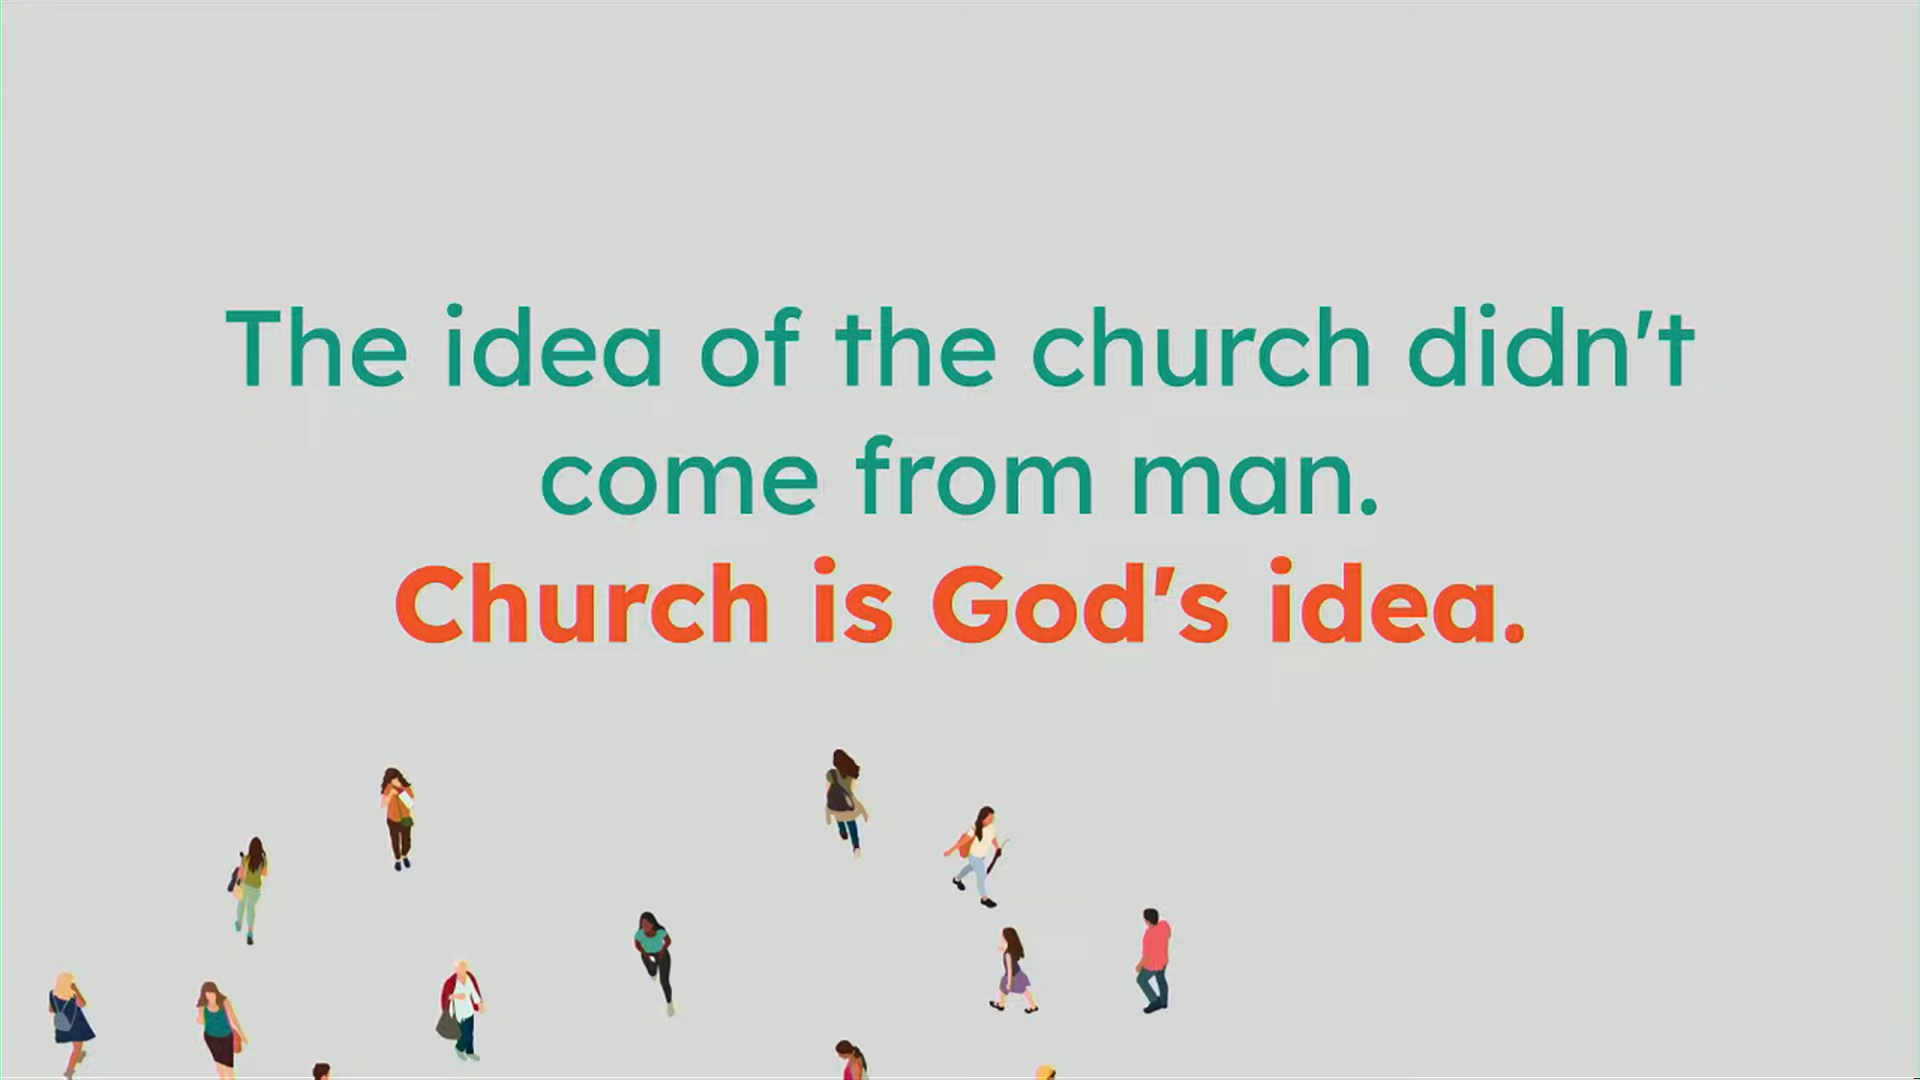 The idea of the church didn't
come from man.
Church is God's idea.